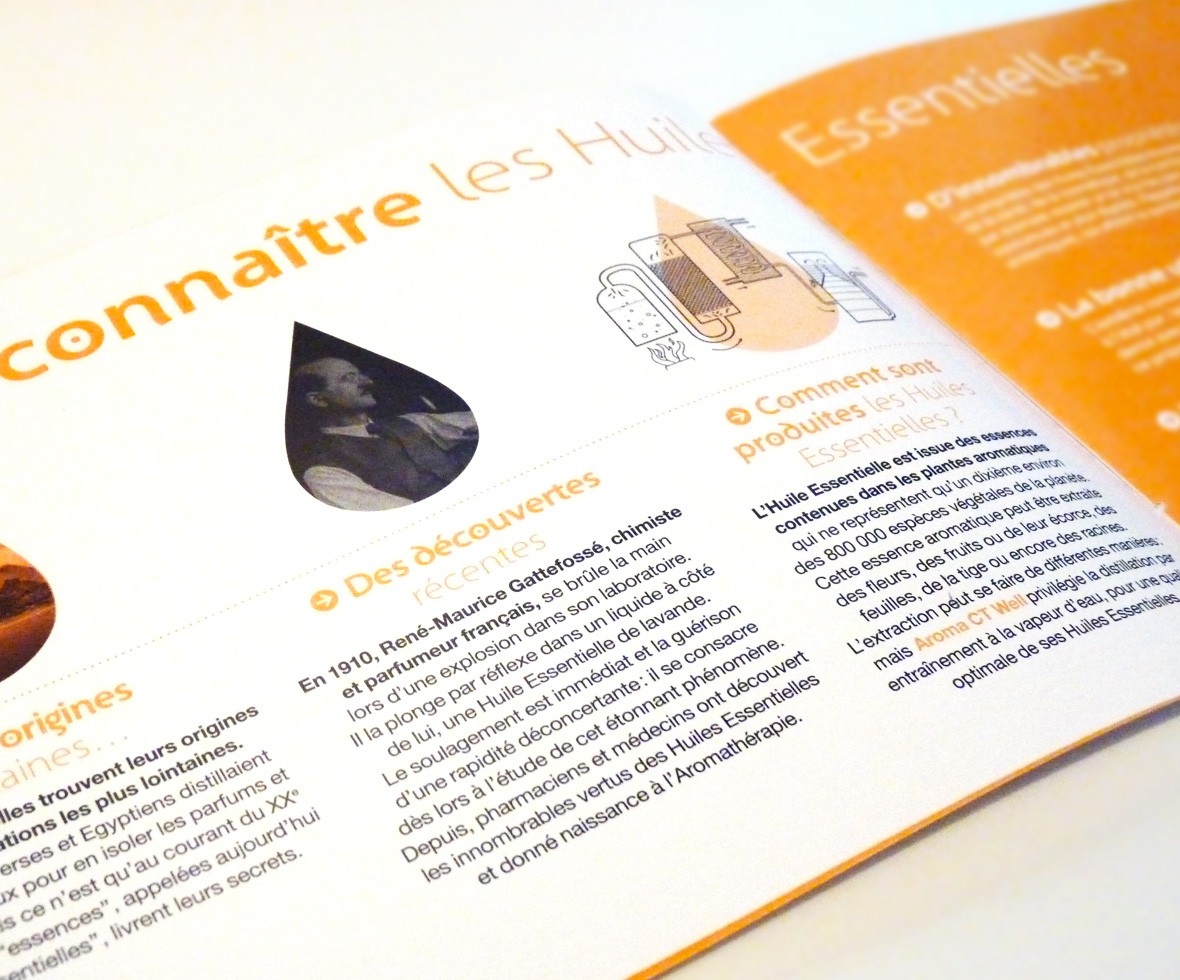 connaître les Huile
Essentielles
origines
aines...
lles trouvent leurs origines
ations les plus lointaines.
erses et Egyptiens distillaient
ux pour en isoler les parfums et
is ce n'est qu'au courant du XXe
"essences", appelées aujourd'hui
sentielles", livrent leurs secrets.
Des découvertes
récentes
En 1910, René-Maurice Gattefossé, chimiste
et parfumeur français, se brûle la main
lors d'une explosion dans son laboratoire.
Il la plonge par réflexe dans un liquide à côté
de lui, une Huile Essentielle de lavande.
Le soulagement est immédiat et la guérison
d'une rapidité déconcertante : il se consacre
dès lors à l'étude de cet étonnant phénomène.
Depuis, pharmaciens et médecins ont découvert
les innombrables vertus des Huiles Essentielles
et donné naissance à l'Aromathérapie.
Comment sont
produites les Huiles
Essentielles ?
L'Huile Essentielle est issue des essences
contenues dans les plantes aromatiques
qui ne représentent qu'un dixième environ
des 800 000 espèces végétales de la planète.
Cette essence aromatique peut être extraite
des fleurs, des fruits ou de leur écorce, des
feuilles, de la tige ou encore des racines.
L'extraction peut se faire de différentes manières :
mais Aroma CT Well privilégie la distillation par
entraînement à la vapeur d'eau, pour une qual
optimale de ses Huiles Essentielles
D'innombrables
La bonne